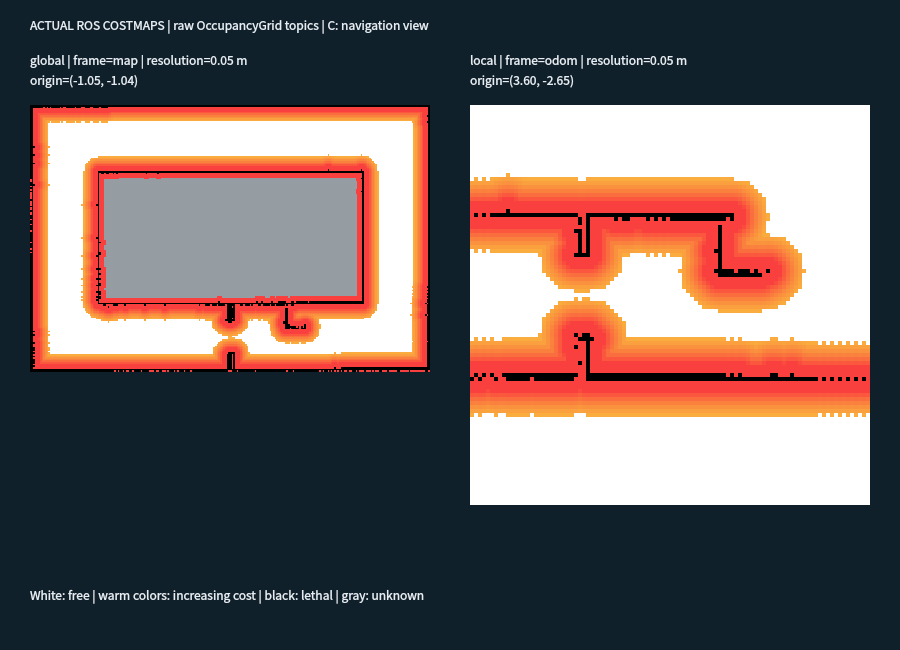 ACTUAL ROS COSTMAPS | raw OccupancyGrid topics | C: navigation view
global | frame=map | resolution=0.05 m
origin=(-1.05, -1.04)
local | frame=odom | resolution=0.05 m
origin=(3.60, -2.65)
White: free | warm colors: increasing cost | black: lethal | gray: unknown